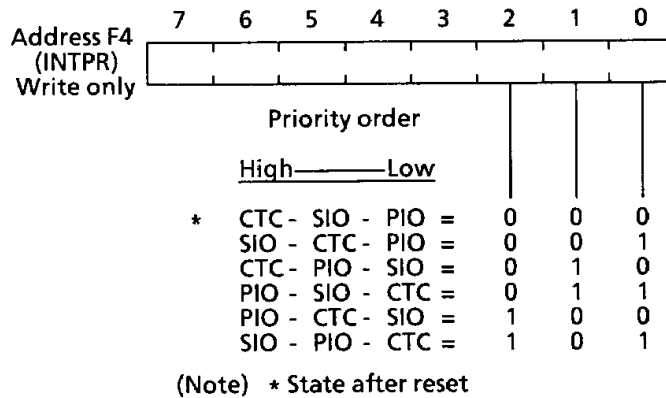 7 6 5 4 3 2 1 0
Address F4
(INTPR)
Write only
Priority order
High Low
* CTC - SIO - PIO = 0 0 0
SIO - CTC - PIO = 0 0 1
CTC - PIO - SIO = 0 1 0
PIO - SIO - CTC = 0 1 1
PIO - CTC - SIO = 1 0 0
SIO - PIO - CTC = 1 0 1
(Note) * State after reset